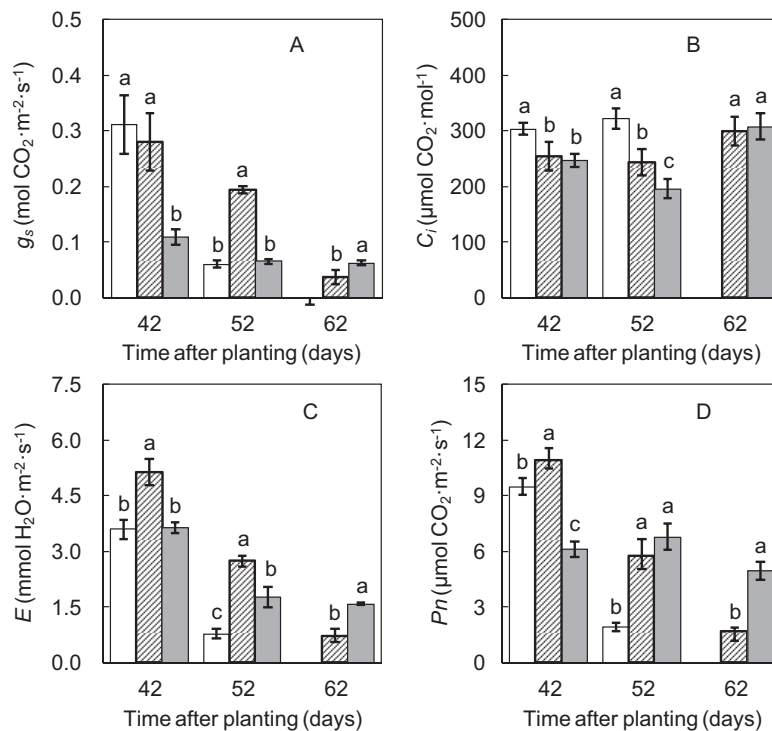 A
gs (mol CO2·m-2·s-1)
0.5
0.4
0.3
0.2
0.1
0.0
a
a
b
b
a
b
b
a
42
52
62
Time after planting (days)
B
Ci (µmol CO2·mol-1)
500
400
300
200
100
0
a
b
b
a
b
c
a
a
42
52
62
Time after planting (days)
C
E (mmol H2O·m-2·s-1)
7.5
6.0
4.5
3.0
1.5
0.0
b
a
b
c
a
b
b
a
42
52
62
Time after planting (days)
D
Pn (µmol CO2·m-2·s-1)
15
12
9
6
3
0
b
a
c
b
a
a
b
a
42
52
62
Time after planting (days)